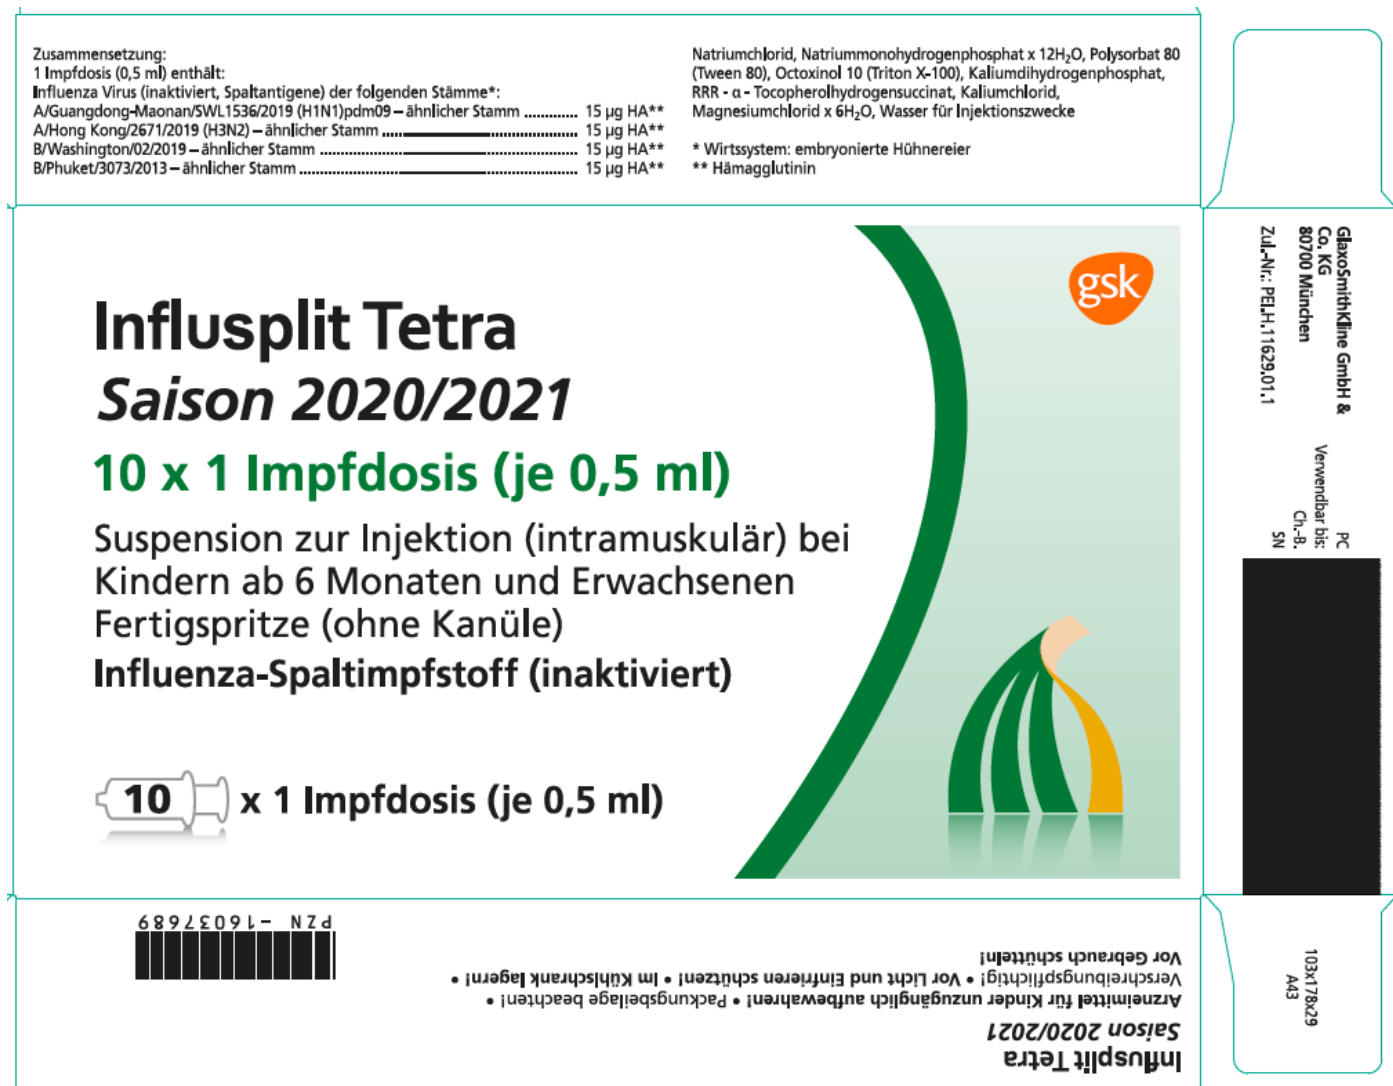 Zusammensetzung:
1 Impfdosis (0,5 ml) enthält:
Influenza Virus (inaktiviert, Spaltantigene) der folgenden Stämme*:
A/Guangdong-Maonan/SWL1536/2019 (H1N1)pdm09 – ähnlicher Stamm ............ 15 µg HA**
A/Hong Kong/2671/2019 (H3N2) – ähnlicher Stamm ............................................. 15 µg HA**
B/Washington/02/2019 – ähnlicher Stamm ........................................................... 15 µg HA**
B/Phuket/3073/2013 – ähnlicher Stamm ................................................................ 15 µg HA**
Natriumchlorid, Natriummonohydrogenphosphat x 12H₂O, Polysorbat 80
(Tween 80), Octoxinol 10 (Triton X-100), Kaliumdihydrogenphosphat,
RRR - α - Tocopherolhydrogensuccinat, Kaliumchlorid,
Magnesiumchlorid x 6H₂O, Wasser für Injektionszwecke
* Wirtssystem: embryonierte Hühnereier
** Hämagglutinin
gsk
Influsplit Tetra
Saison 2020/2021
10 x 1 Impfdosis (je 0,5 ml)
Suspension zur Injektion (intramuskulär) bei
Kindern ab 6 Monaten und Erwachsenen
Fertigspritze (ohne Kanüle)
Influenza-Spaltimpfstoff (inaktiviert)
10 x 1 Impfdosis (je 0,5 ml)
GlaxoSmithKline GmbH &
Co. KG
80700 München
Zul.-Nr.: PEI.H.11629.01.1
PC
Verwendbar bis:
Ch.-B.
SN
Influsplit Tetra
Saison 2020/2021
Arzneimittel für Kinder unzugänglich aufbewahren! • Packungsbeilage beachten! •
Verschreibungspflichtig! • Vor Licht und Einfrieren schützen! • Im Kühlschrank lagern! •
Vor Gebrauch schütteln!
PZN -16037689
103x178x29
A43